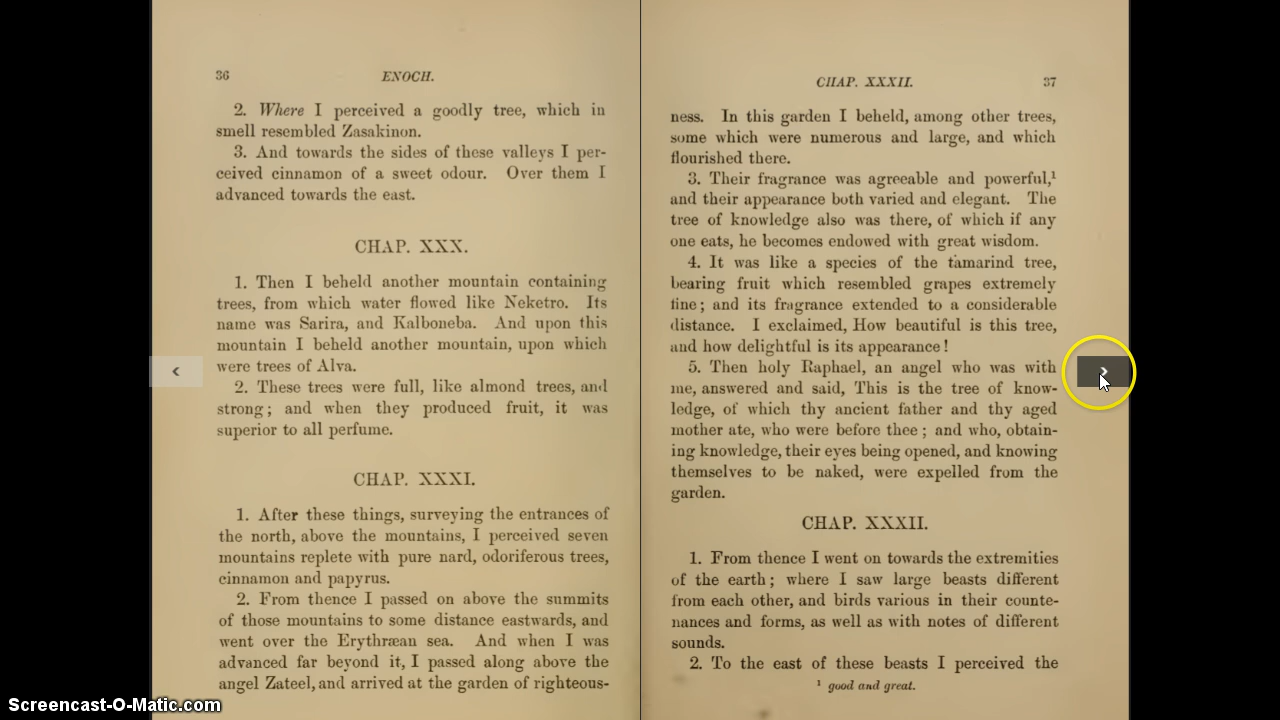 36 ENOCH.
2. Where I perceived a goodly tree, which in
smell resembled Zasakinon.
3. And towards the sides of these valleys I per-
ceived cinnamon of a sweet odour. Over them I
advanced towards the east.
CHAP. XXX.
1. Then I beheld another mountain containing
trees, from which water flowed like Neketro. Its
name was Sarira, and Kalboneba. And upon this
mountain I beheld another mountain, upon which
were trees of Alva.
2. These trees were full, like almond trees, and
strong; and when they produced fruit, it was
superior to all perfume.
CHAP. XXXI.
1. After these things, surveying the entrances of
the north, above the mountains, I perceived seven
mountains replete with pure nard, odoriferous trees,
cinnamon and papyrus.
2. From thence I passed on above the summits
of those mountains to some distance eastwards, and
went over the Erythræan sea. And when I was
advanced far beyond it, I passed along above the
angel Zateel, and arrived at the garden of righteous-
CHAP. XXXII. 37
ness. In this garden I beheld, among other trees,
some which were numerous and large, and which
flourished there.
3. Their fragrance was agreeable and powerful,¹
and their appearance both varied and elegant. The
tree of knowledge also was there, of which if any
one eats, he becomes endowed with great wisdom.
4. It was like a species of the tamarind tree,
bearing fruit which resembled grapes extremely
fine; and its fragrance extended to a considerable
distance. I exclaimed, How beautiful is this tree,
and how delightful is its appearance!
5. Then holy Raphael, an angel who was with
me, answered and said, This is the tree of know-
ledge, of which thy ancient father and thy aged
mother ate, who were before thee; and who, obtain-
ing knowledge, their eyes being opened, and knowing
themselves to be naked, were expelled from the
garden.
CHAP. XXXII.
1. From thence I went on towards the extremities
of the earth; where I saw large beasts different
from each other, and birds various in their counte-
nances and forms, as well as with notes of different
sounds.
2. To the east of these beasts I perceived the
¹ good and great.
Screencast-O-Matic.com